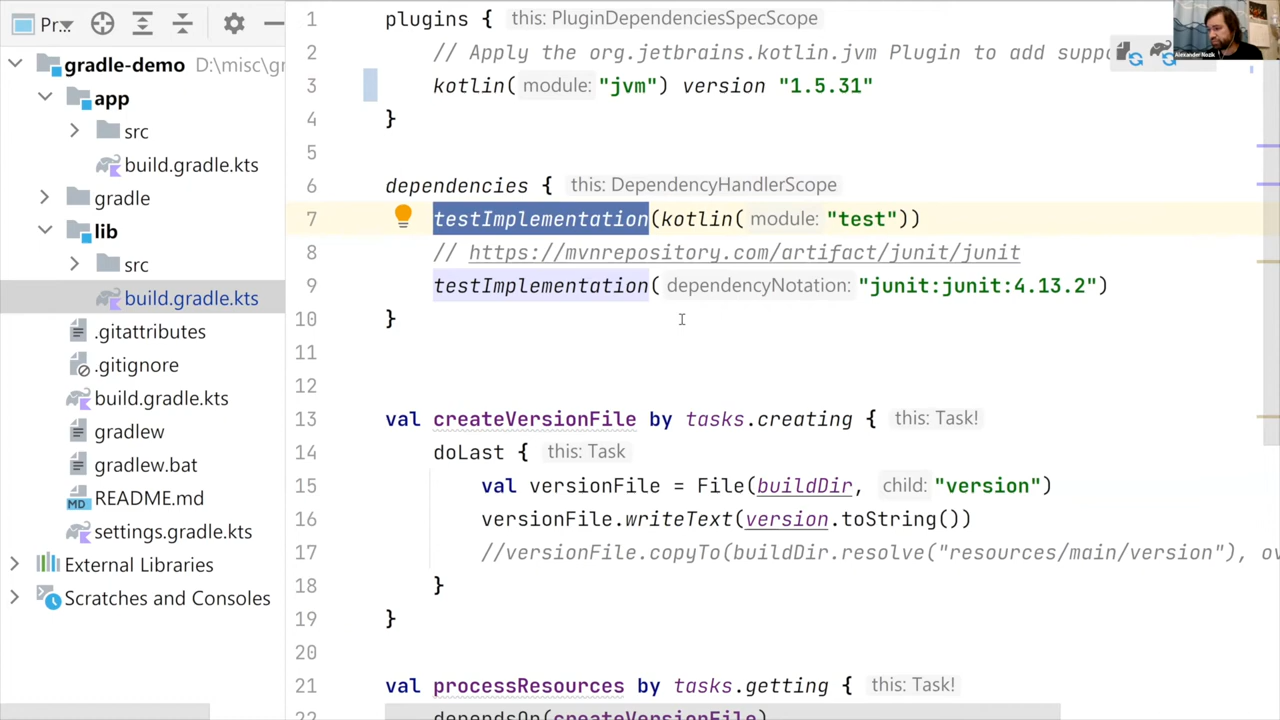 Pr...
gradle-demo D:\misc\gr
app
src
build.gradle.kts
gradle
lib
src
build.gradle.kts
.gitattributes
.gitignore
build.gradle.kts
gradlew
gradlew.bat
README.md
settings.gradle.kts
External Libraries
Scratches and Consoles
1 plugins { this: PluginDependenciesSpecScope
2 // Apply the org.jetbrains.kotlin.jvm Plugin to add suppo
3 kotlin( module: "jvm") version "1.5.31"
4 }
5
6 dependencies { this: DependencyHandlerScope
7 testImplementation(kotlin( module: "test"))
8 // https://mvnrepository.com/artifact/junit/junit
9 testImplementation( dependencyNotation: "junit:junit:4.13.2")
10 }
11
12
13 val createVersionFile by tasks.creating { this: Task!
14 doLast { this: Task
15 val versionFile = File(buildDir, child: "version")
16 versionFile.writeText(version.toString())
17 //versionFile.copyTo(buildDir.resolve("resources/main/version"), ov
18 }
19 }
20
21 val processResources by tasks.getting { this: Task!
22 dependsOn(createVersionFile)
Alexander Nozik